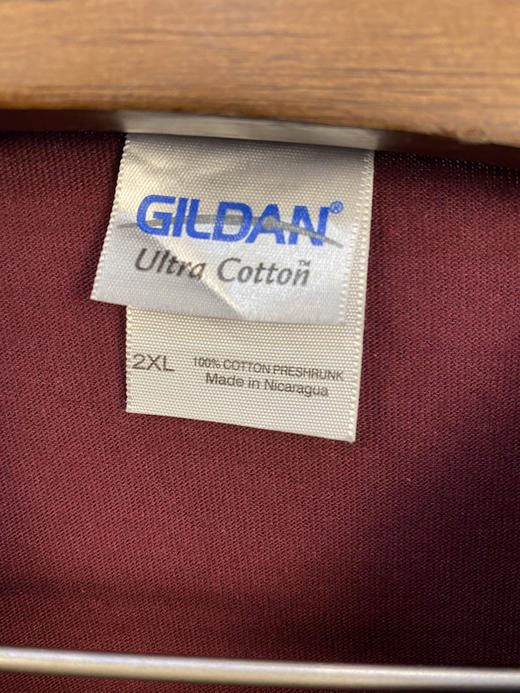 GILDAN®
Ultra Cotton™
2XL 100% COTTON PRESHRUNK
Made in Nicaragua